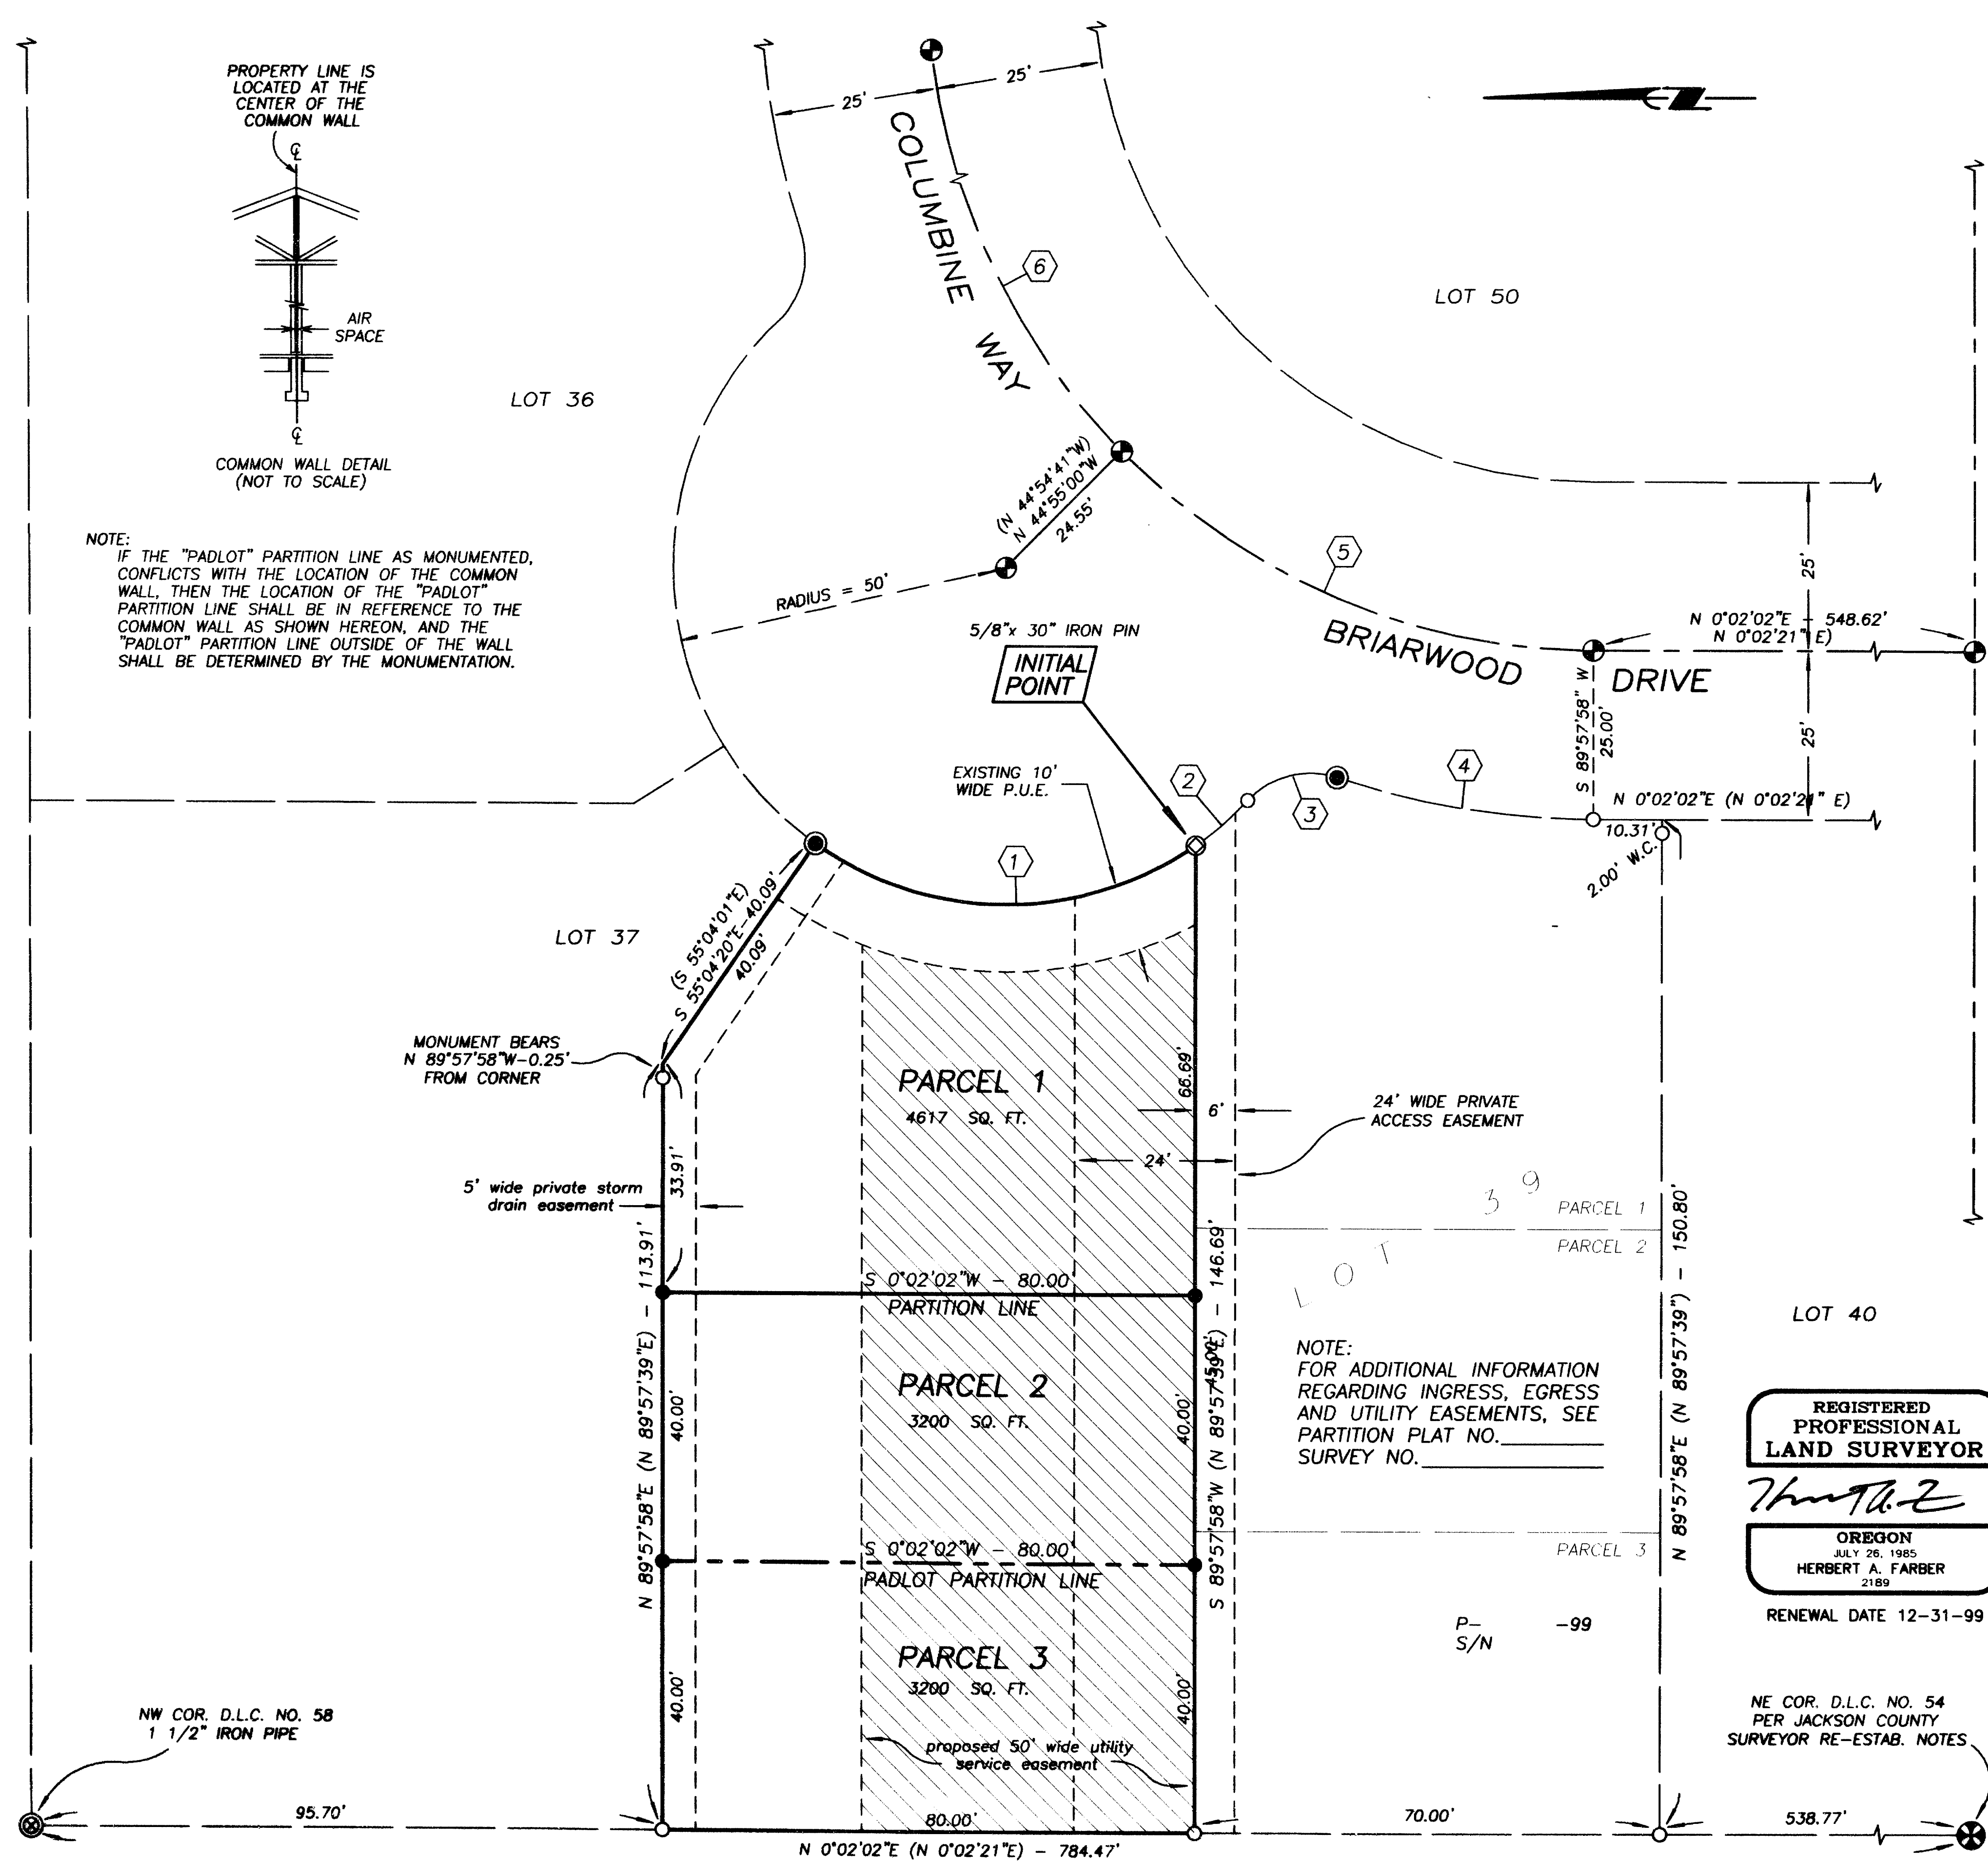 PROPERTY LINE IS
LOCATED AT THE
CENTER OF THE
COMMON WALL
℄
AIR
SPACE
℄
COMMON WALL DETAIL
(NOT TO SCALE)
NOTE:
IF THE "PADLOT" PARTITION LINE AS MONUMENTED,
CONFLICTS WITH THE LOCATION OF THE COMMON
WALL, THEN THE LOCATION OF THE "PADLOT"
PARTITION LINE SHALL BE IN REFERENCE TO THE
COMMON WALL AS SHOWN HEREON, AND THE
"PADLOT" PARTITION LINE OUTSIDE OF THE WALL
SHALL BE DETERMINED BY THE MONUMENTATION.
LOT 36
25'
25'
COLUMBINE WAY
6
LOT 50
(N 44°54'41"W)
N 44°55'00"W
24.55'
RADIUS = 50'
5
25'
25'
N 0°02'02"E - 548.62'
N 0°02'21" E)
BRIARWOOD DRIVE
5/8"x 30" IRON PIN
INITIAL
POINT
S 89°57'58" W
25.00'
EXISTING 10'
WIDE P.U.E.
2
3
4
N 0°02'02"E (N 0°02'21" E)
10.31'
2.00' W.C.
1
LOT 37
(S 55°04'01"E)
S 55°04'20"E-40.09'
40.09'
MONUMENT BEARS
N 89°57'58"W-0.25'
FROM CORNER
PARCEL 1
4617 SQ. FT.
66.69'
6'
24'
24' WIDE PRIVATE
ACCESS EASEMENT
5' wide private storm
drain easement
33.91'
LOT 39
PARCEL 1
PARCEL 2
S 0°02'02"W - 80.00'
PARTITION LINE
N 89°57'58"E (N 89°57'39"E) - 113.91'
40.00'
PARCEL 2
3200 SQ. FT.
40.00'
45.00'
S 89°57'58"W (N 89°57'39"E) - 146.69'
NOTE:
FOR ADDITIONAL INFORMATION
REGARDING INGRESS, EGRESS
AND UTILITY EASEMENTS, SEE
PARTITION PLAT NO.
SURVEY NO.
N 89°57'58"E (N 89°57'39") - 150.80'
LOT 40
REGISTERED
PROFESSIONAL
LAND SURVEYOR
OREGON
JULY 26, 1985
HERBERT A. FARBER
2189
RENEWAL DATE 12-31-99
S 0°02'02"W - 80.00'
PADLOT PARTITION LINE
PARCEL 3
PARCEL 3
3200 SQ. FT.
40.00'
40.00'
P- -99
S/N
proposed 50' wide utility
service easement
NW COR. D.L.C. NO. 58
1 1/2" IRON PIPE
NE COR. D.L.C. NO. 54
PER JACKSON COUNTY
SURVEYOR RE-ESTAB. NOTES
95.70'
80.00'
70.00'
538.77'
N 0°02'02"E (N 0°02'21"E) - 784.47'